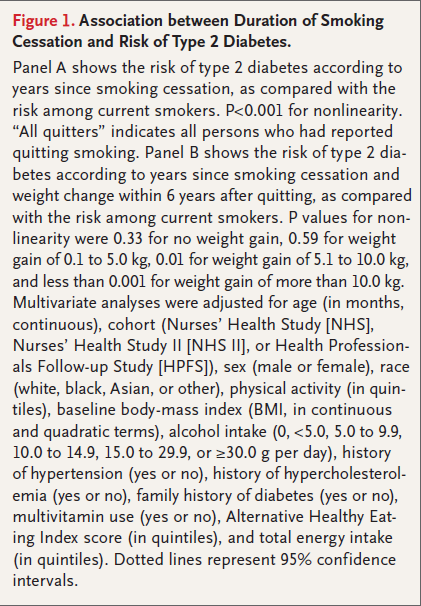 Figure 1. Association between Duration of Smoking
Cessation and Risk of Type 2 Diabetes.
Panel A shows the risk of type 2 diabetes according to
years since smoking cessation, as compared with the
risk among current smokers. P<0.001 for nonlinearity.
“All quitters” indicates all persons who had reported
quitting smoking. Panel B shows the risk of type 2 dia-
betes according to years since smoking cessation and
weight change within 6 years after quitting, as compared
with the risk among current smokers. P values for non-
linearity were 0.33 for no weight gain, 0.59 for weight
gain of 0.1 to 5.0 kg, 0.01 for weight gain of 5.1 to 10.0 kg,
and less than 0.001 for weight gain of more than 10.0 kg.
Multivariate analyses were adjusted for age (in months,
continuous), cohort (Nurses’ Health Study [NHS],
Nurses’ Health Study II [NHS II], or Health Profession-
als Follow-up Study [HPFS]), sex (male or female), race
(white, black, Asian, or other), physical activity (in quin-
tiles), baseline body-mass index (BMI, in continuous
and quadratic terms), alcohol intake (0, <5.0, 5.0 to 9.9,
10.0 to 14.9, 15.0 to 29.9, or ≥30.0 g per day), history
of hypertension (yes or no), history of hypercholesterol-
emia (yes or no), family history of diabetes (yes or no),
multivitamin use (yes or no), Alternative Healthy Eat-
ing Index score (in quintiles), and total energy intake
(in quintiles). Dotted lines represent 95% confidence
intervals.